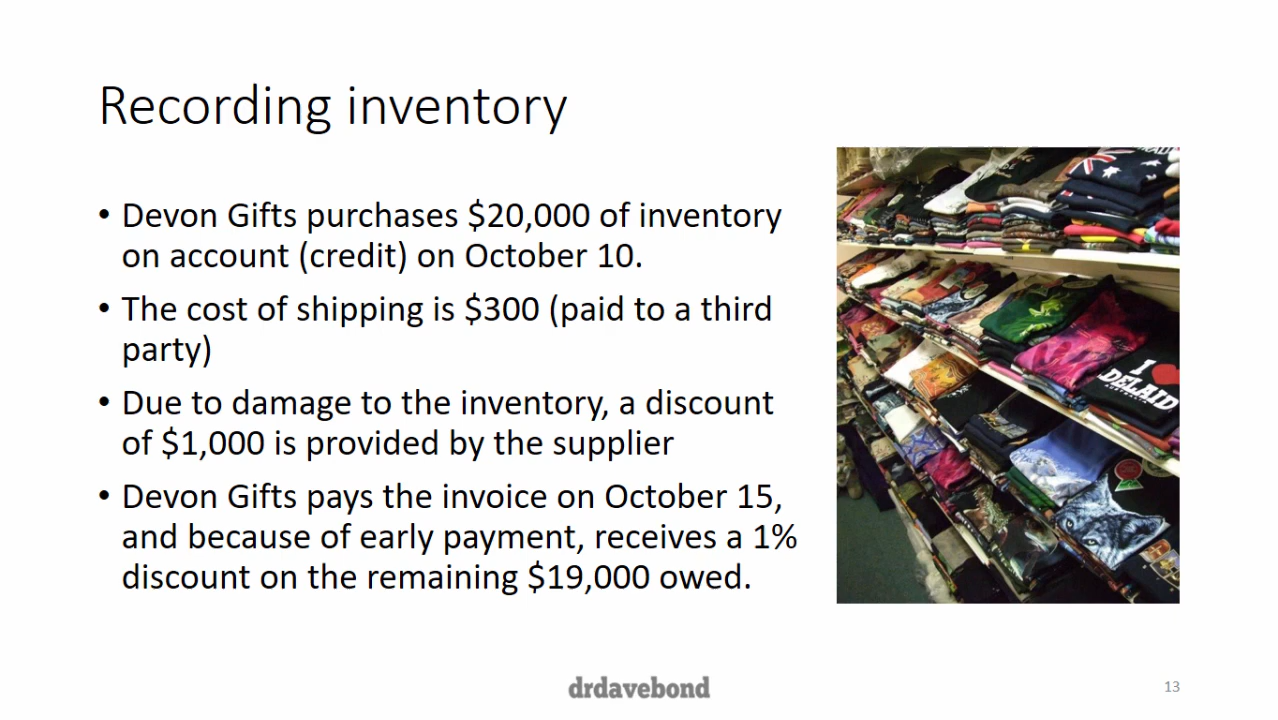 Recording inventory
• Devon Gifts purchases $20,000 of inventory
on account (credit) on October 10.
• The cost of shipping is $300 (paid to a third
party)
• Due to damage to the inventory, a discount
of $1,000 is provided by the supplier
• Devon Gifts pays the invoice on October 15,
and because of early payment, receives a 1%
discount on the remaining $19,000 owed.
I
drdavebond
13